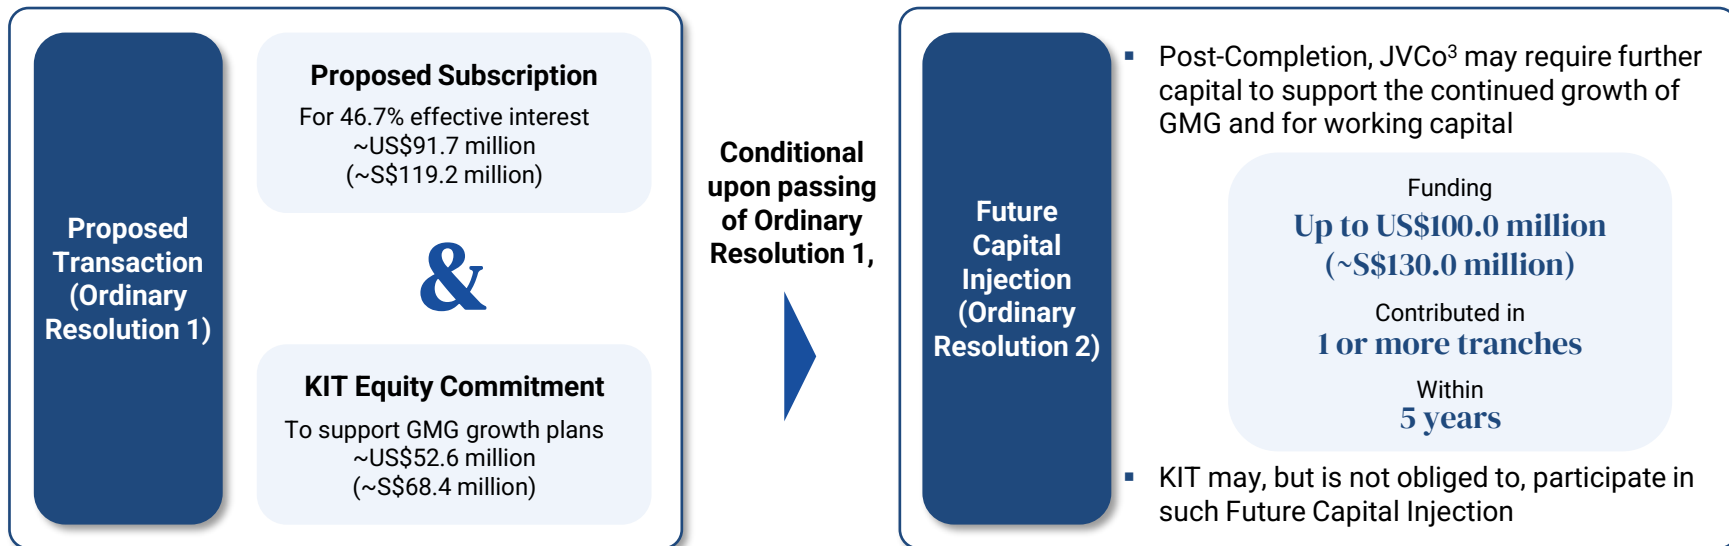 Proposed
Transaction
(Ordinary
Resolution 1)
Proposed Subscription
For 46.7% effective interest
~US$91.7 million
(~S$119.2 million)
&
KIT Equity Commitment
To support GMG growth plans
~US$52.6 million
(~S$68.4 million)
Conditional
upon passing
of Ordinary
Resolution 1,
Future
Capital
Injection
(Ordinary
Resolution 2)
▪ Post-Completion, JVCo³ may require further
capital to support the continued growth of
GMG and for working capital
Funding
Up to US$100.0 million
(~S$130.0 million)
Contributed in
1 or more tranches
Within
5 years
▪ KIT may, but is not obliged to, participate in
such Future Capital Injection